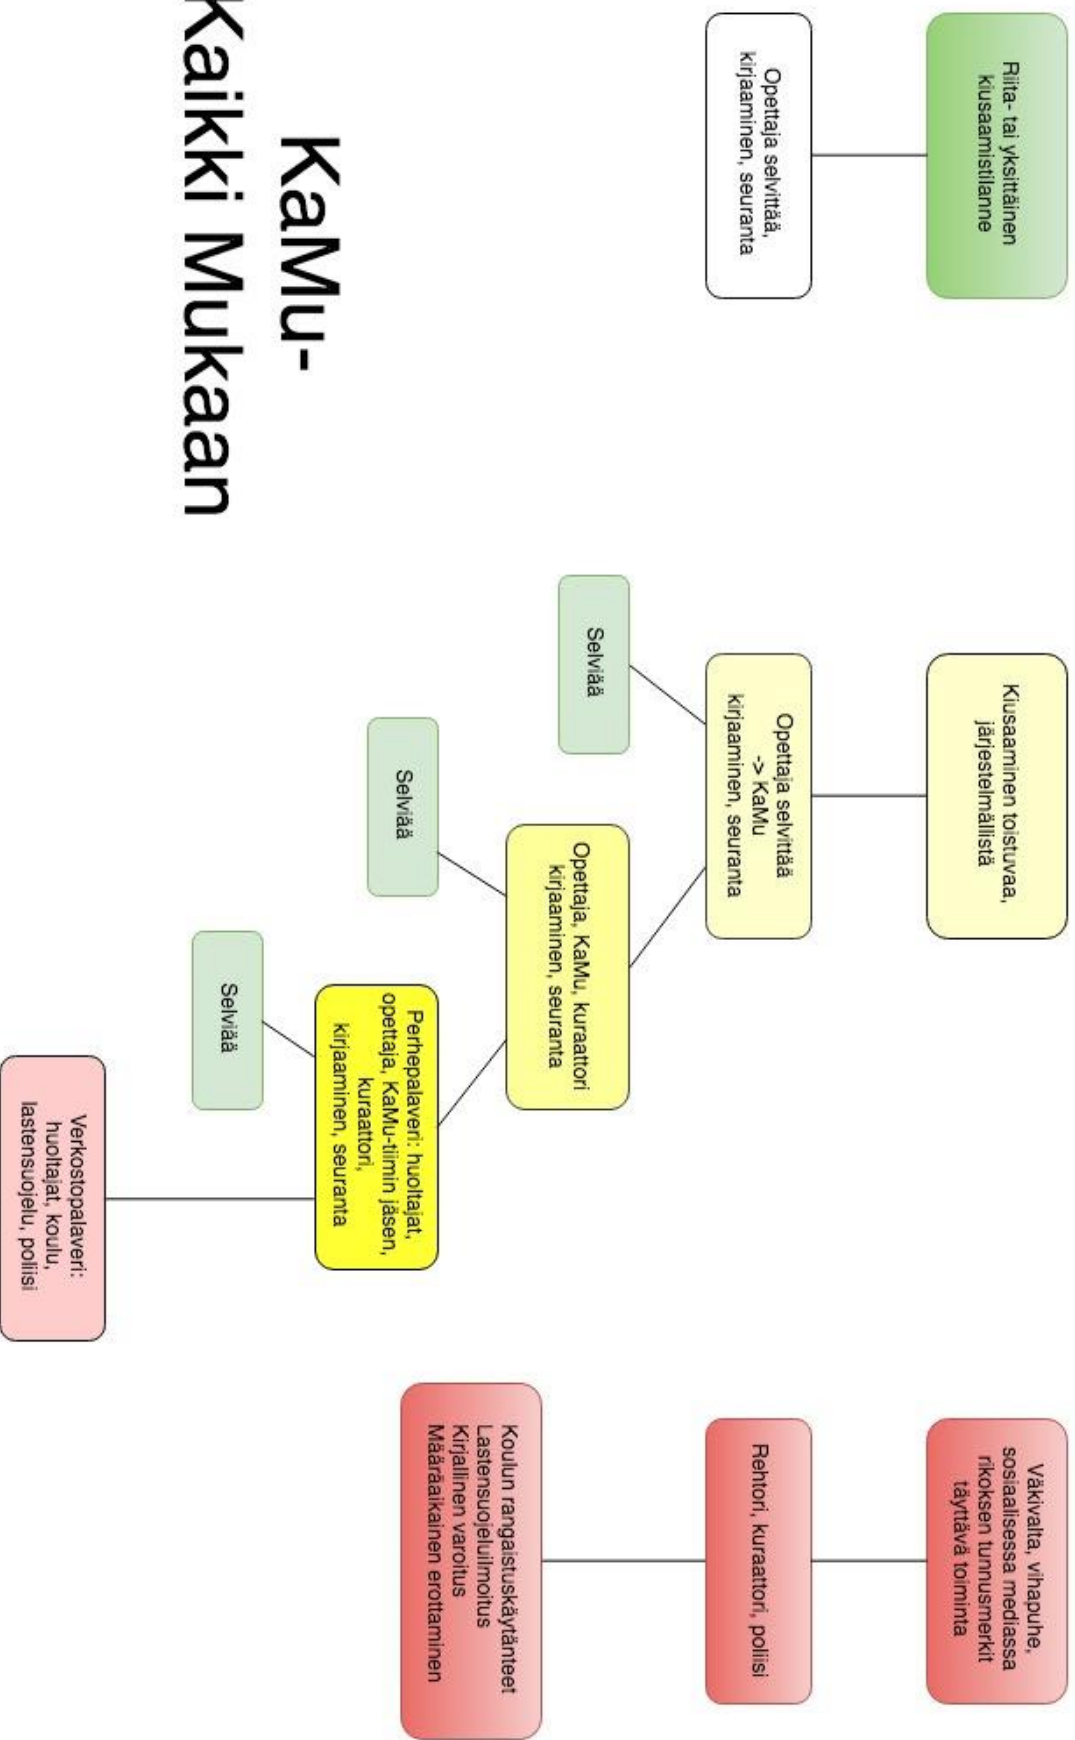 Riita- tai yksittäinen
kiusaamistilanne
Opettaja selvittää,
kirjaaminen, seuranta
Kiusaaminen toistuvaa,
järjestelmällistä
Opettaja selvittää
-> KaMu
kirjaaminen, seuranta
Selviää
Opettaja, KaMu, kuraattori
kirjaaminen, seuranta
Selviää
Perhepalaveri: huoltajat,
opettaja, KaMu-tiimin jäsen,
kuraattori,
kirjaaminen, seuranta
Selviää
Verkostopalaveri:
huoltajat, koulu,
lastensuojelu, poliisi
Väkivalta, vihapuhe,
sosiaalisessa mediassa
rikoksen tunnusmerkit
täyttävä toiminta
Rehtori, kuraattori, poliisi
Koulun rangaistuskäytänteet
Lastensuojeluilmoitus
Kirjallinen varoitus
Määräaikainen erottaminen
KaMu-
Kaikki Mukaan